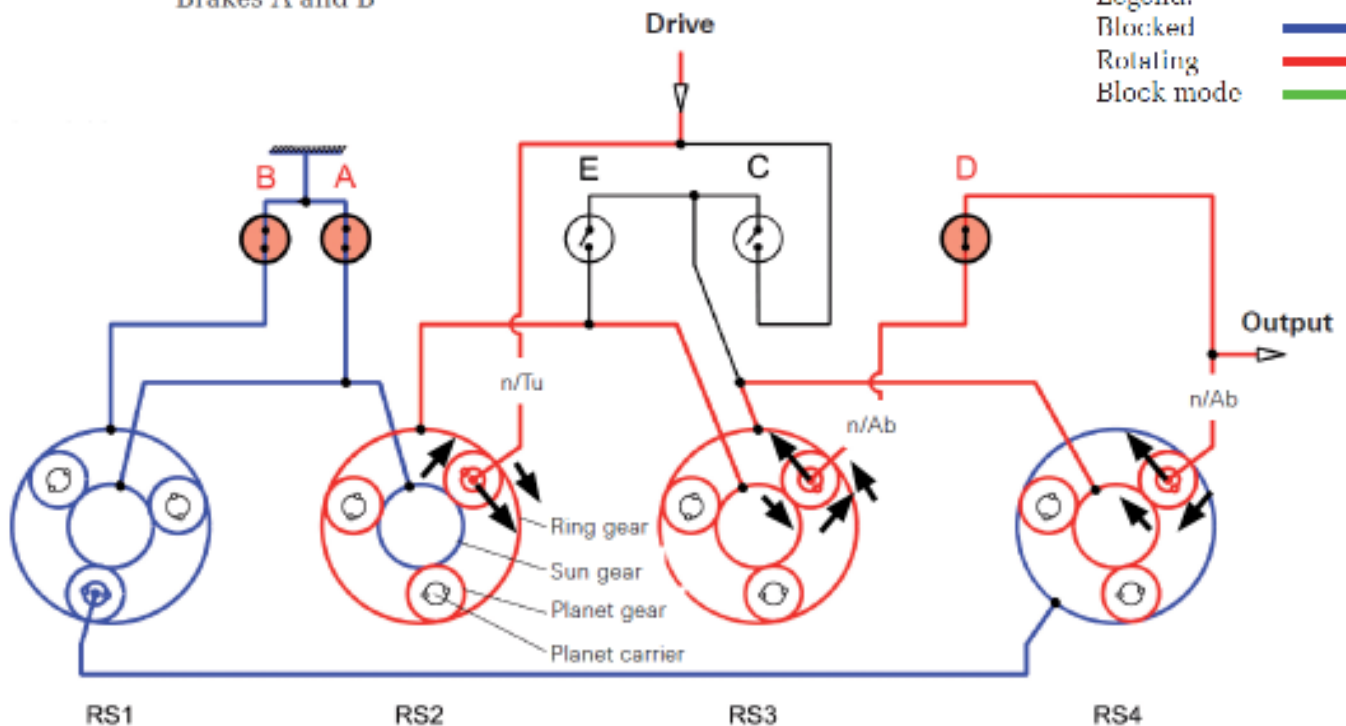 Brakes A and B
Drive
Legend:
Blocked
Rotating
Block mode
B
A
E
C
D
Output
n/Tu
n/Ab
n/Ab
Ring gear
Sun gear
Planet gear
Planet carrier
RS1
RS2
RS3
RS4